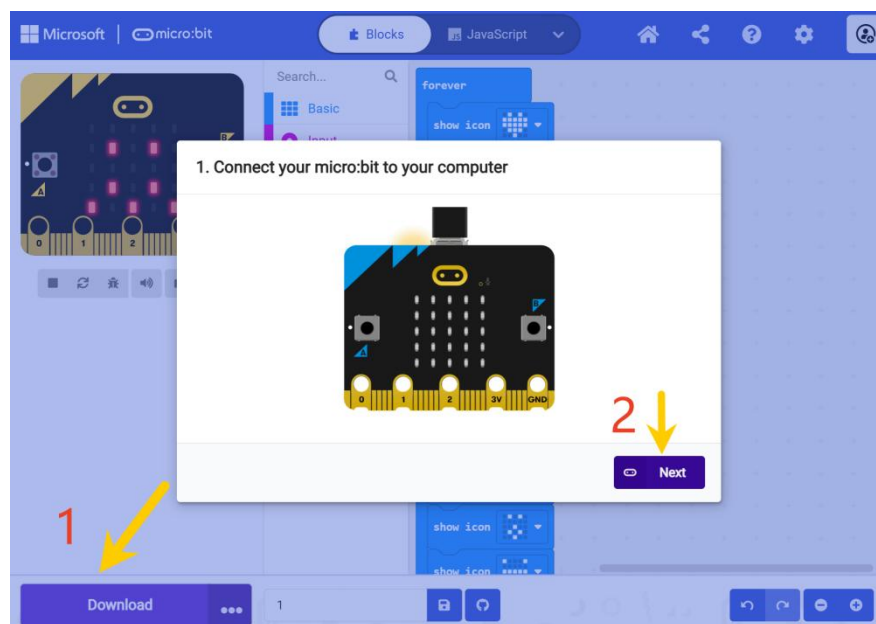 Microsoft micro:bit Blocks JavaScript
Search...
Basic
Input
forever
show icon
B
A
0 1 2
1. Connect your micro:bit to your computer
B
A
0 1 2 3V GND
2
Next
1
show icon
show icon
Download
1